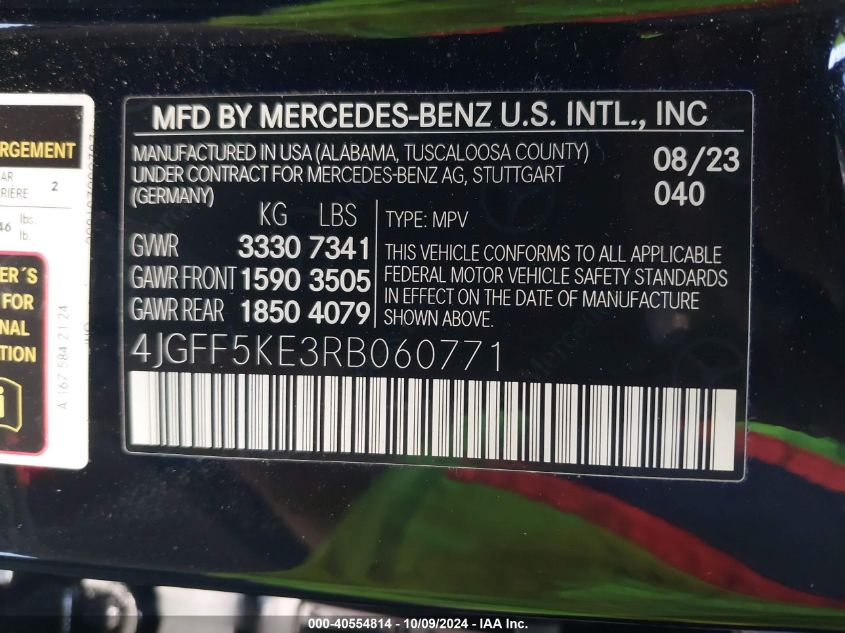 MFD BY MERCEDES-BENZ U.S. INTL., INC
MANUFACTURED IN USA (ALABAMA, TUSCALOOSA COUNTY)
UNDER CONTRACT FOR MERCEDES-BENZ AG, STUTTGART
(GERMANY)
08/23
040
KG LBS
GVWR 3330 7341
GAWR FRONT 1590 3505
GAWR REAR 1850 4079
TYPE: MPV
THIS VEHICLE CONFORMS TO ALL APPLICABLE
FEDERAL MOTOR VEHICLE SAFETY STANDARDS
IN EFFECT ON THE DATE OF MANUFACTURE
SHOWN ABOVE.
4JGFF5KE3RB060771
RGEMENT
AR
RIÈRE 2
46 lbs.
lb.
ER´S
FOR
NAL
TION
A 167 584 21 24
000-40554814 - 10/09/2024 - IAA Inc.